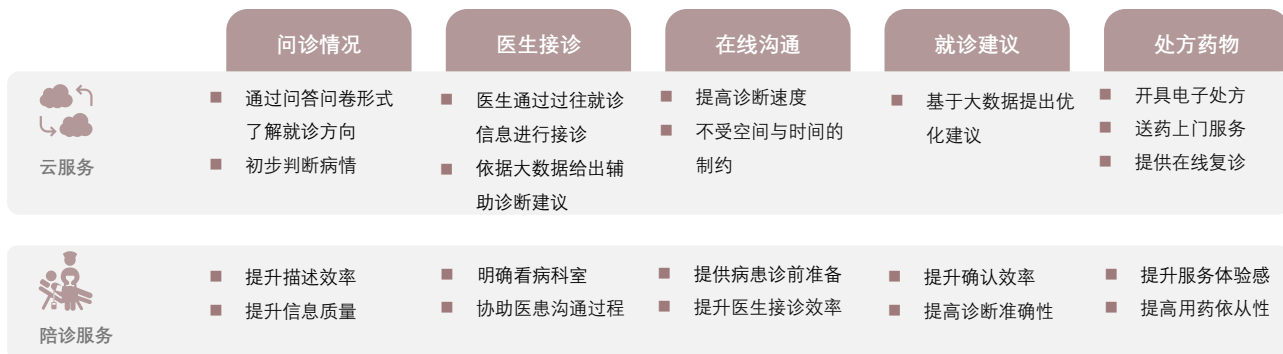 问诊情况
医生接诊
在线沟通
就诊建议
处方药物
云服务
通过问答问卷形式
了解就诊方向
初步判断病情
医生通过过往就诊
信息进行接诊
依据大数据给出辅
助诊断建议
提高诊断速度
不受空间与时间的
制约
基于大数据提出优
化建议
开具电子处方
送药上门服务
提供在线复诊
陪诊服务
提升描述效率
提升信息质量
明确看病科室
协助医患沟通过程
提供病患诊前准备
提升医生接诊效率
提升确认效率
提高诊断准确性
提升服务体验感
提高用药依从性